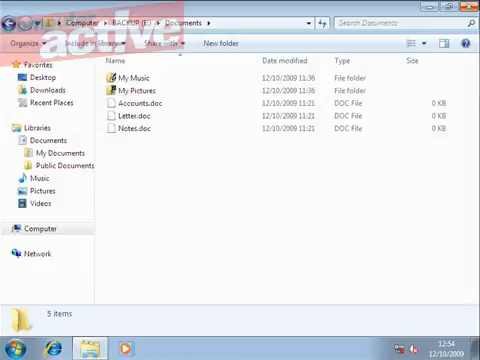 Computer ▸ BACKUP (E:) ▸ Documents ▸
Search Documents
active
Organize
Include in library
Share with
New folder
Name Date modified Type Size
My Music 12/10/2009 11:36 File folder
My Pictures 12/10/2009 11:36 File folder
Accounts.doc 12/10/2009 11:21 DOC File 0 KB
Letter.doc 12/10/2009 11:21 DOC File 0 KB
Notes.doc 12/10/2009 11:21 DOC File 0 KB
Favorites
Desktop
Downloads
Recent Places
Libraries
Documents
My Documents
Public Documents
Music
Pictures
Videos
Computer
Network
5 items
12:54
12/10/2009